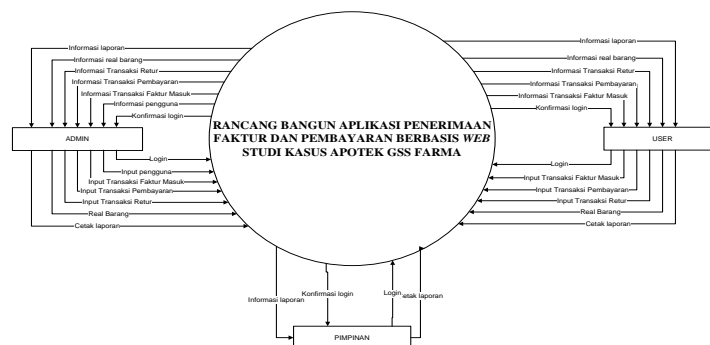 Informasi laporan
Informasi real barang
Informasi Transaksi Retur
Informasi Transaksi Pembayaran
Informasi Transaksi Faktur Masuk
Informasi pengguna
Konfirmasi login
ADMIN
Login
Input pengguna
Input Transaksi Faktur Masuk
Input Transaksi Pembayaran
Input Transaksi Retur
Real Barang
Cetak laporan
RANCANG BANGUN APLIKASI PENERIMAAN
FAKTUR DAN PEMBAYARAN BERBASIS WEB
STUDI KASUS APOTEK GSS FARMA
Informasi laporan
Informasi real barang
Informasi Transaksi Retur
Informasi Transaksi Pembayaran
Informasi Transaksi Faktur Masuk
Konfirmasi login
USER
Login
Input Transaksi Faktur Masuk
Input Transaksi Pembayaran
Input Transaksi Retur
Real Barang
Cetak laporan
Informasi laporan
Konfirmasi login
Login
etak laporan
PIMPINAN